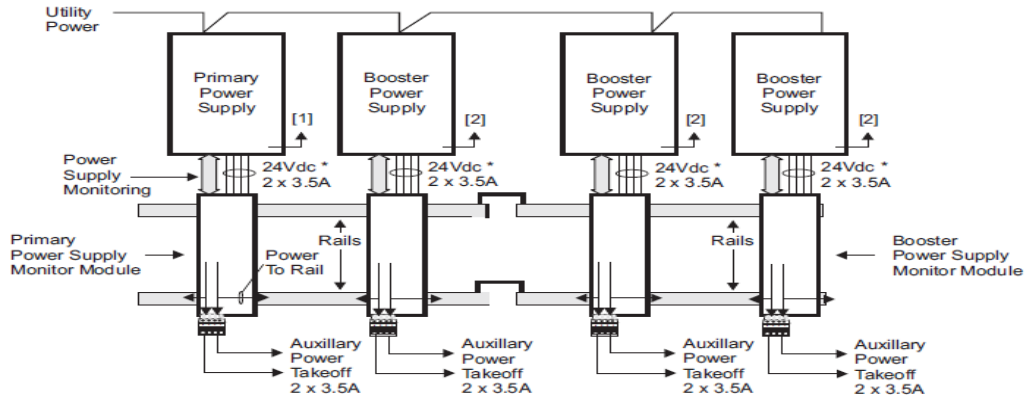 Utility
Power
Primary
Power
Supply
Booster
Power
Supply
Booster
Power
Supply
Booster
Power
Supply
[1]
[2]
[2]
[2]
Power
Supply
Monitoring
24Vdc *
2 x 3.5A
24Vdc *
2 x 3.5A
24Vdc *
2 x 3.5A
24Vdc *
2 x 3.5A
Primary
Power Supply
Monitor Module
Rails
Power
To Rail
Rails
Booster
Power Supply
Monitor Module
Auxillary
Power
Takeoff
2 x 3.5A
Auxillary
Power
Takeoff
2 x 3.5A
Auxillary
Power
Takeoff
2 x 3.5A
Auxillary
Power
Takeoff
2 x 3.5A